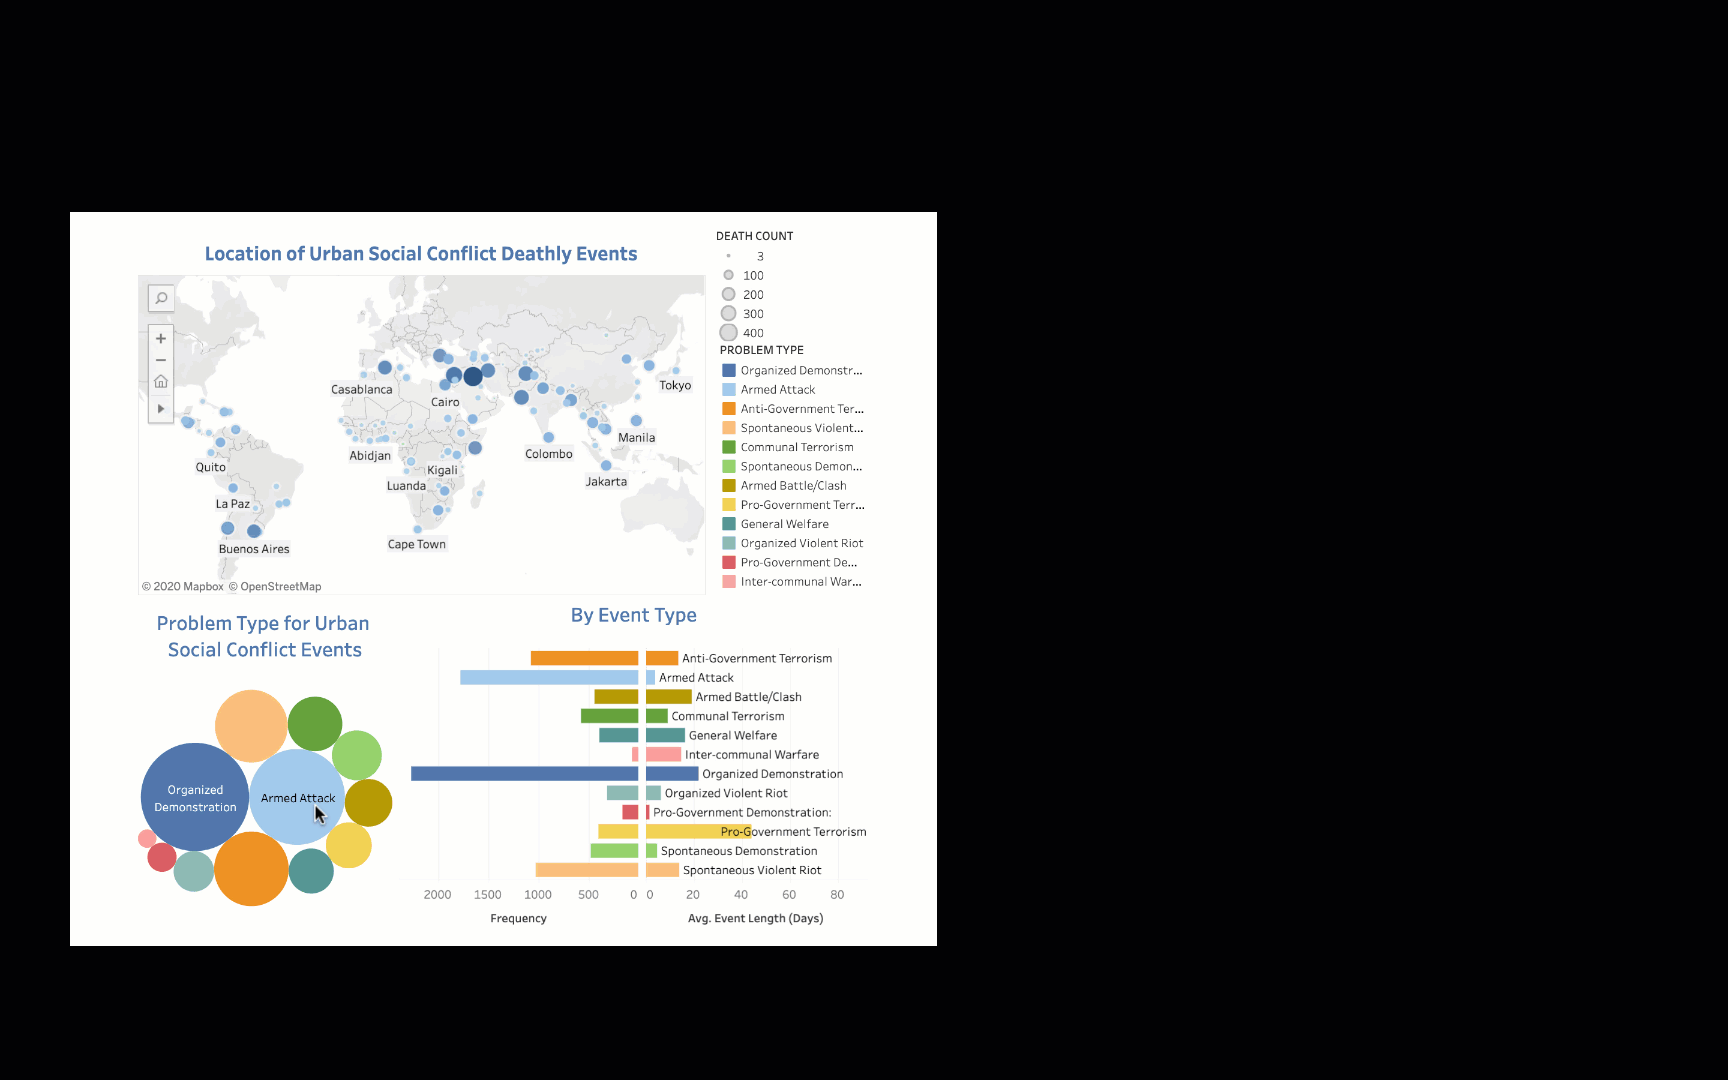 Location of Urban Social Conflict Deathly Events
DEATH COUNT
3
100
200
300
400
PROBLEM TYPE
Organized Demonstr...
Armed Attack
Anti-Government Ter...
Spontaneous Violent...
Communal Terrorism
Spontaneous Demon...
Armed Battle/Clash
Pro-Government Terr...
General Welfare
Organized Violent Riot
Pro-Government De...
Inter-communal War...
Casablanca
Cairo
Tokyo
Abidjan
Kigali
Colombo
Manila
Quito
Luanda
Jakarta
La Paz
Buenos Aires
Cape Town
© 2020 Mapbox © OpenStreetMap
Problem Type for Urban
Social Conflict Events
Organized
Demonstration
Armed Attack
By Event Type
Anti-Government Terrorism
Armed Attack
Armed Battle/Clash
Communal Terrorism
General Welfare
Inter-communal Warfare
Organized Demonstration
Organized Violent Riot
Pro-Government Demonstration:
Pro-Government Terrorism
Spontaneous Demonstration
Spontaneous Violent Riot
2000 1500 1000 500 0 0 20 40 60 80
Frequency
Avg. Event Length (Days)